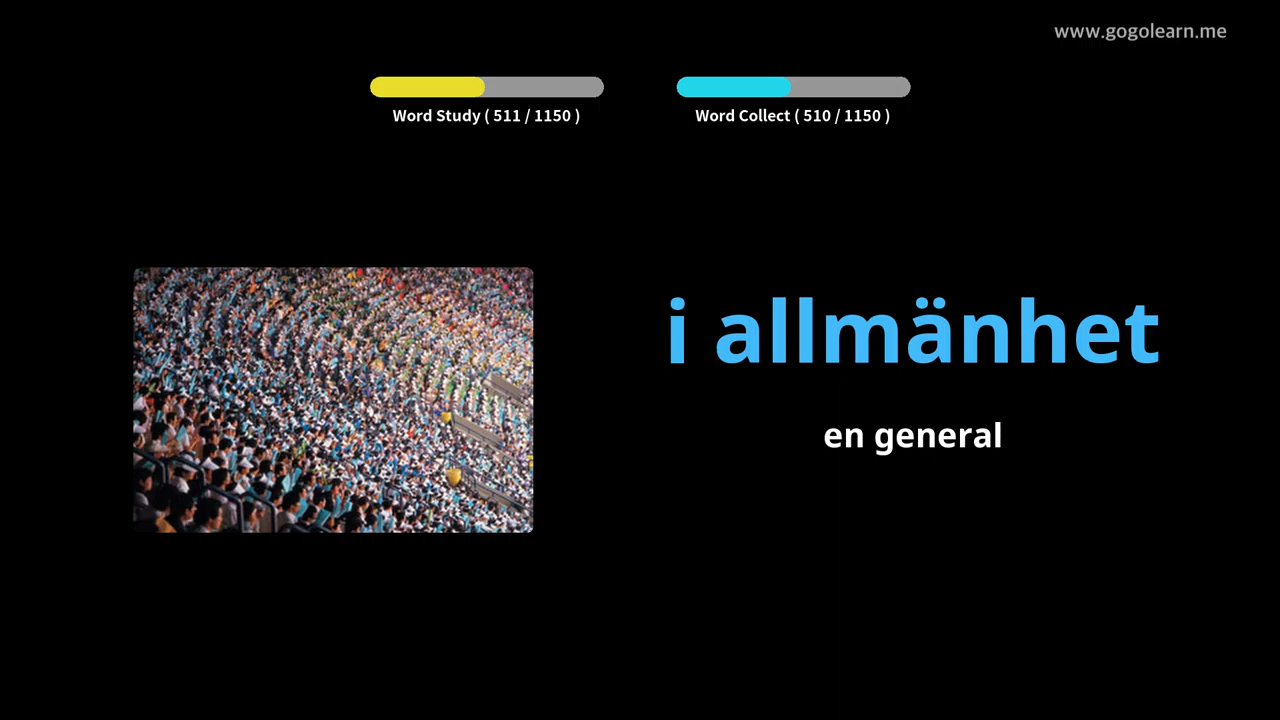 www.gogolearn.me
Word Study ( 511 / 1150 )
Word Collect ( 510 / 1150 )
i allmänhet
en general